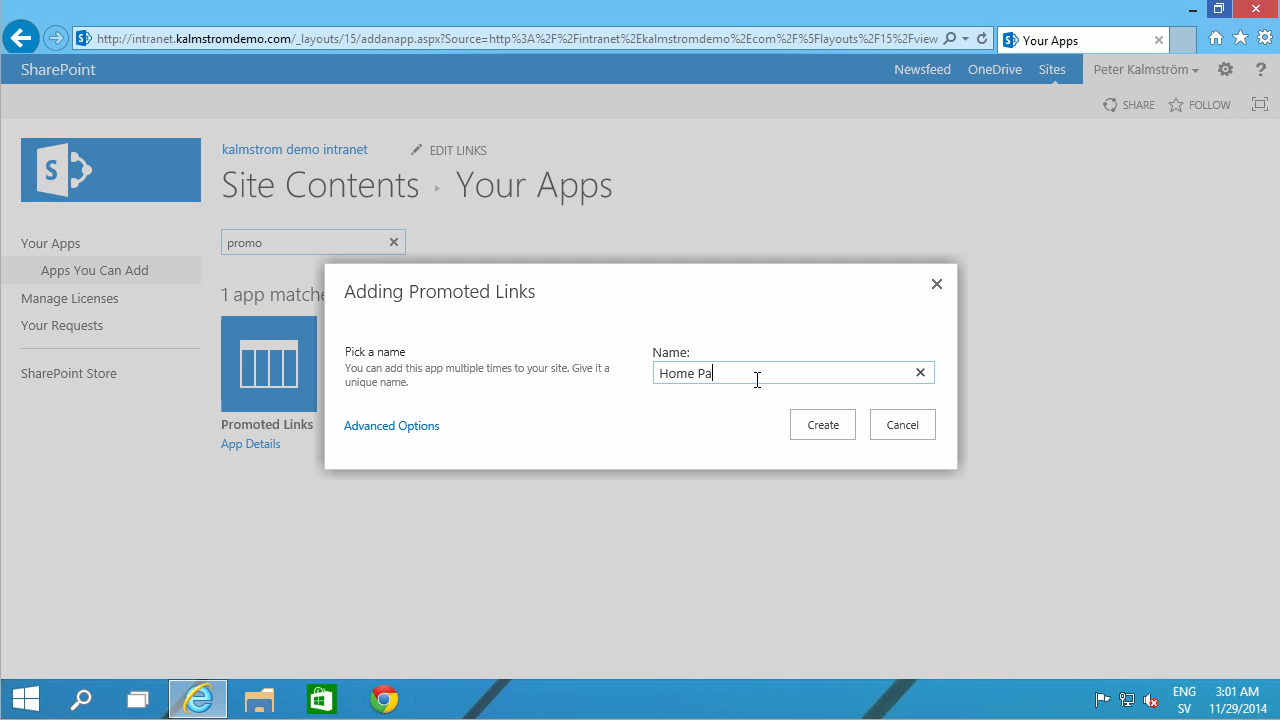 http://intranet.kalmstromdemo.com/_layouts/15/addanapp.aspx?Source=http%3A%2F%2Fintranet%2Ekalmstromdemo%2Ecom%2F%5Flayouts%2F15%2Fview
Your Apps
SharePoint
Newsfeed
OneDrive
Sites
Peter Kalmström
?
SHARE
FOLLOW
S
kalmstrom demo intranet
EDIT LINKS
Site Contents
Your Apps
Your Apps
Apps You Can Add
Manage Licenses
Your Requests
SharePoint Store
promo
1 app matche
Promoted Links
App Details
Adding Promoted Links
Pick a name
You can add this app multiple times to your site. Give it a
unique name.
Name:
Home Pa
Advanced Options
Create
Cancel
ENG
SV
3:01 AM
11/29/2014